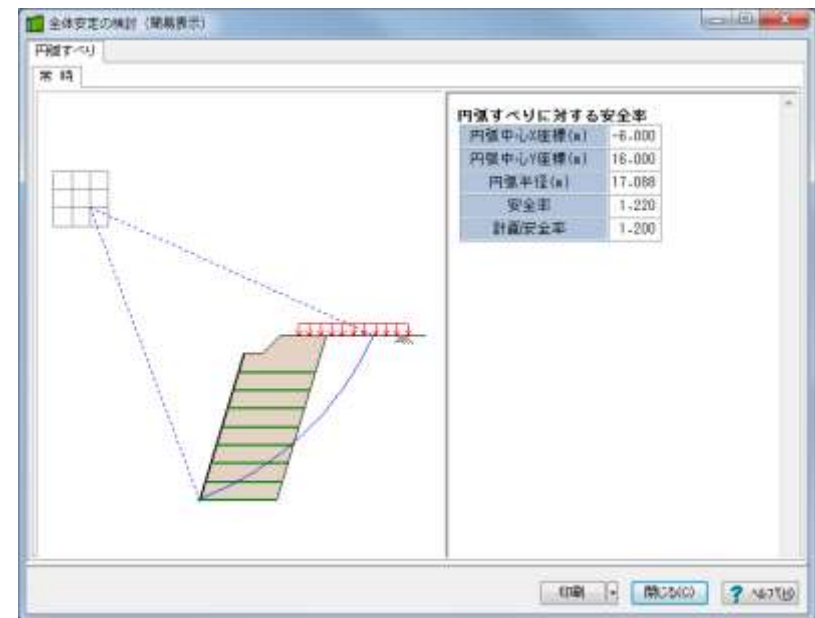 全体安定の検討（簡易表示）
円弧すべり
常 時
円弧すべりに対する安全率
円弧中心X座標(m) -6.000
円弧中心Y座標(m) 16.000
円弧半径(m) 17.088
安全率 1.220
計画安全率 1.200
印刷 閉じる(C) ? ヘルプ(H)